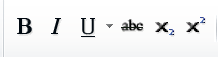 B I U abc x₂ x²